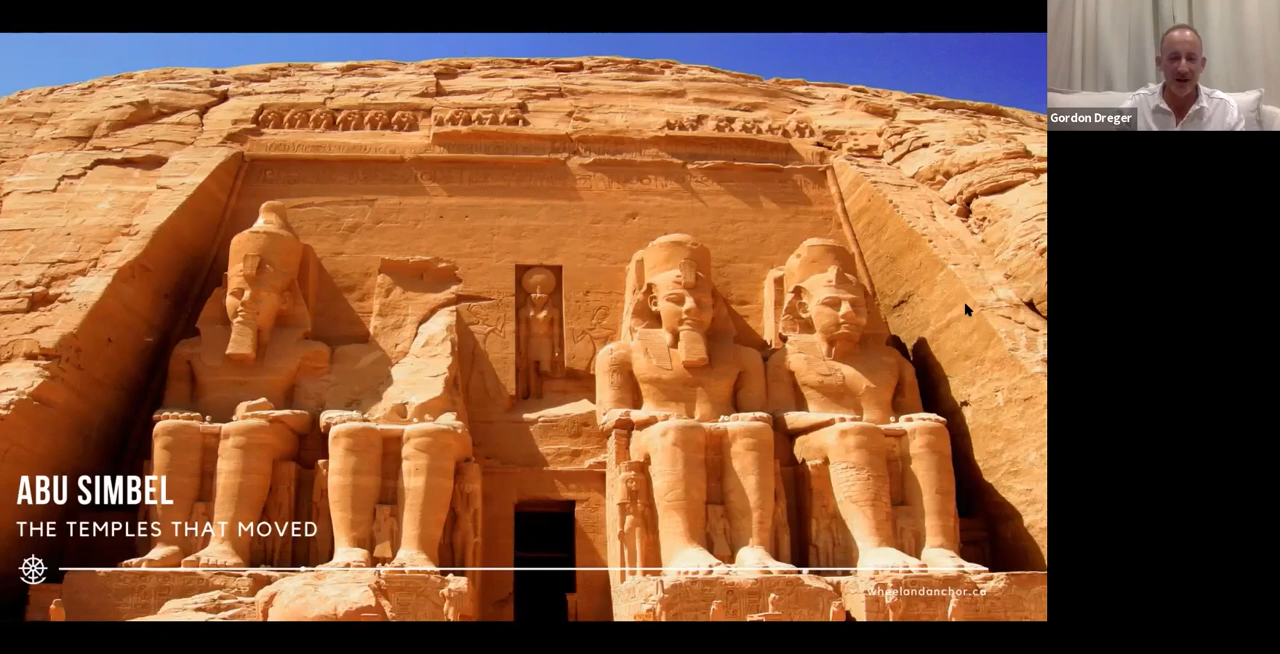 Gordon Dreger
ABU SIMBEL
THE TEMPLES THAT MOVED
wheelandanchor.ca